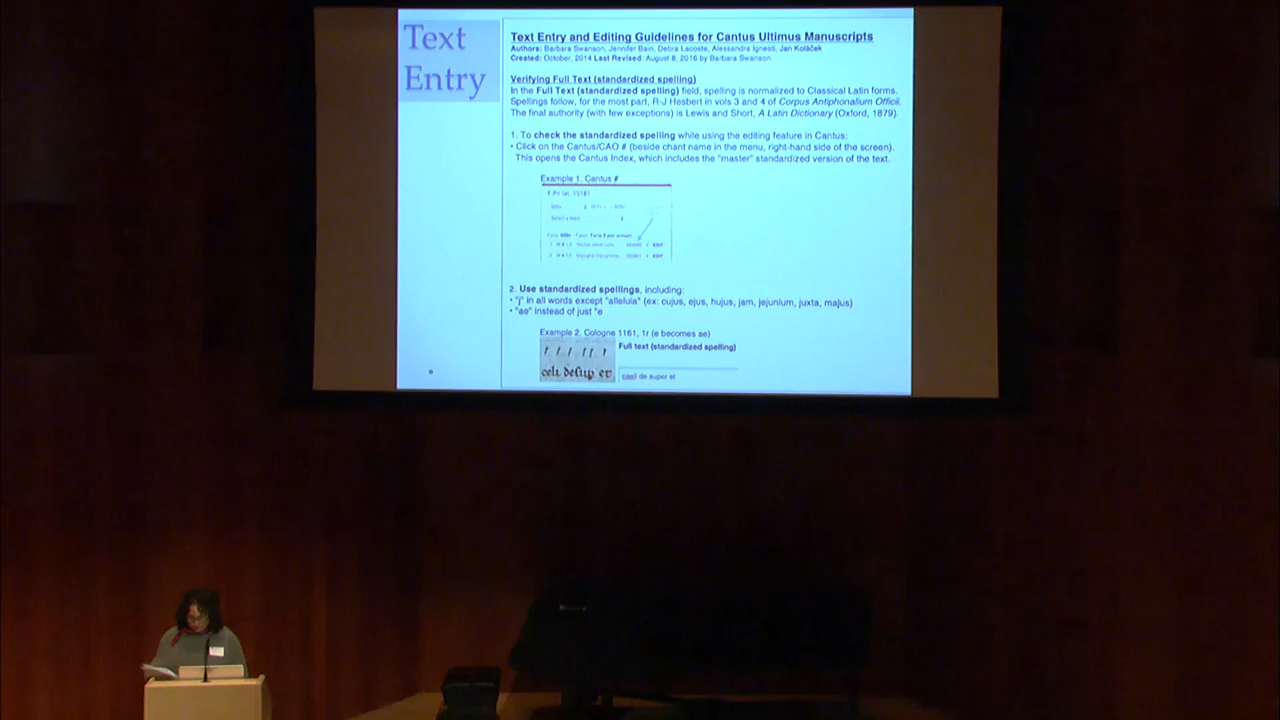 Text
Entry
Text Entry and Editing Guidelines for Cantus Ultimus Manuscripts
Authors: Barbara Swanson, Jennifer Bain, Debra Lacoste, Alessandra Ignesti, Jan Koláček
Created: October, 2014 Last Revised: August 8, 2016 by Barbara Swanson
Verifying Full Text (standardized spelling)
In the Full Text (standardized spelling) field, spelling is normalized to Classical Latin forms.
Spellings follow, for the most part, R-J Hesbert in vols 3 and 4 of Corpus Antiphonalium Officii.
The final authority (with few exceptions) is Lewis and Short, A Latin Dictionary (Oxford, 1879).
1. To check the standardized spelling while using the editing feature in Cantus:
• Click on the Cantus/CAO # (beside chant name in the menu, right-hand side of the screen).
This opens the Cantus Index, which includes the "master" standardized version of the text.
Example 1. Cantus #
F-Pn lat. 15181
2. Use standardized spellings, including:
• "j" in all words except "alleluia" (ex: cujus, ejus, hujus, jam, jejunium, juxta, majus)
• "ae" instead of just "e
Example 2. Cologne 1161, 1r (e becomes ae)
Full text (standardized spelling)
celi desup et
caeli de super et